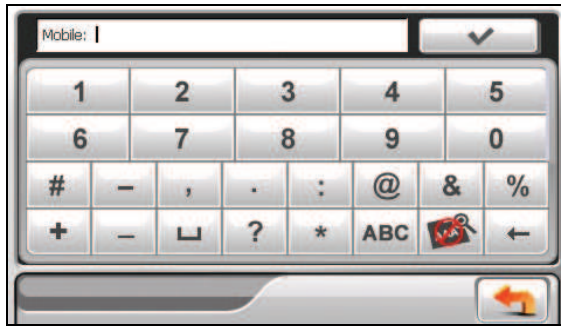 Mobile:
1 2 3 4 5
6 7 8 9 0
# – , . : @ & %
+ _ ? * ABC ←